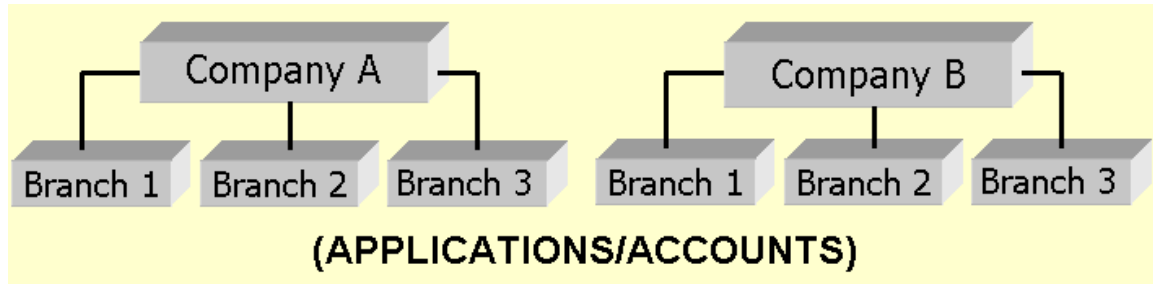 Company A
Company B
Branch 1
Branch 2
Branch 3
Branch 1
Branch 2
Branch 3
(APPLICATIONS/ACCOUNTS)